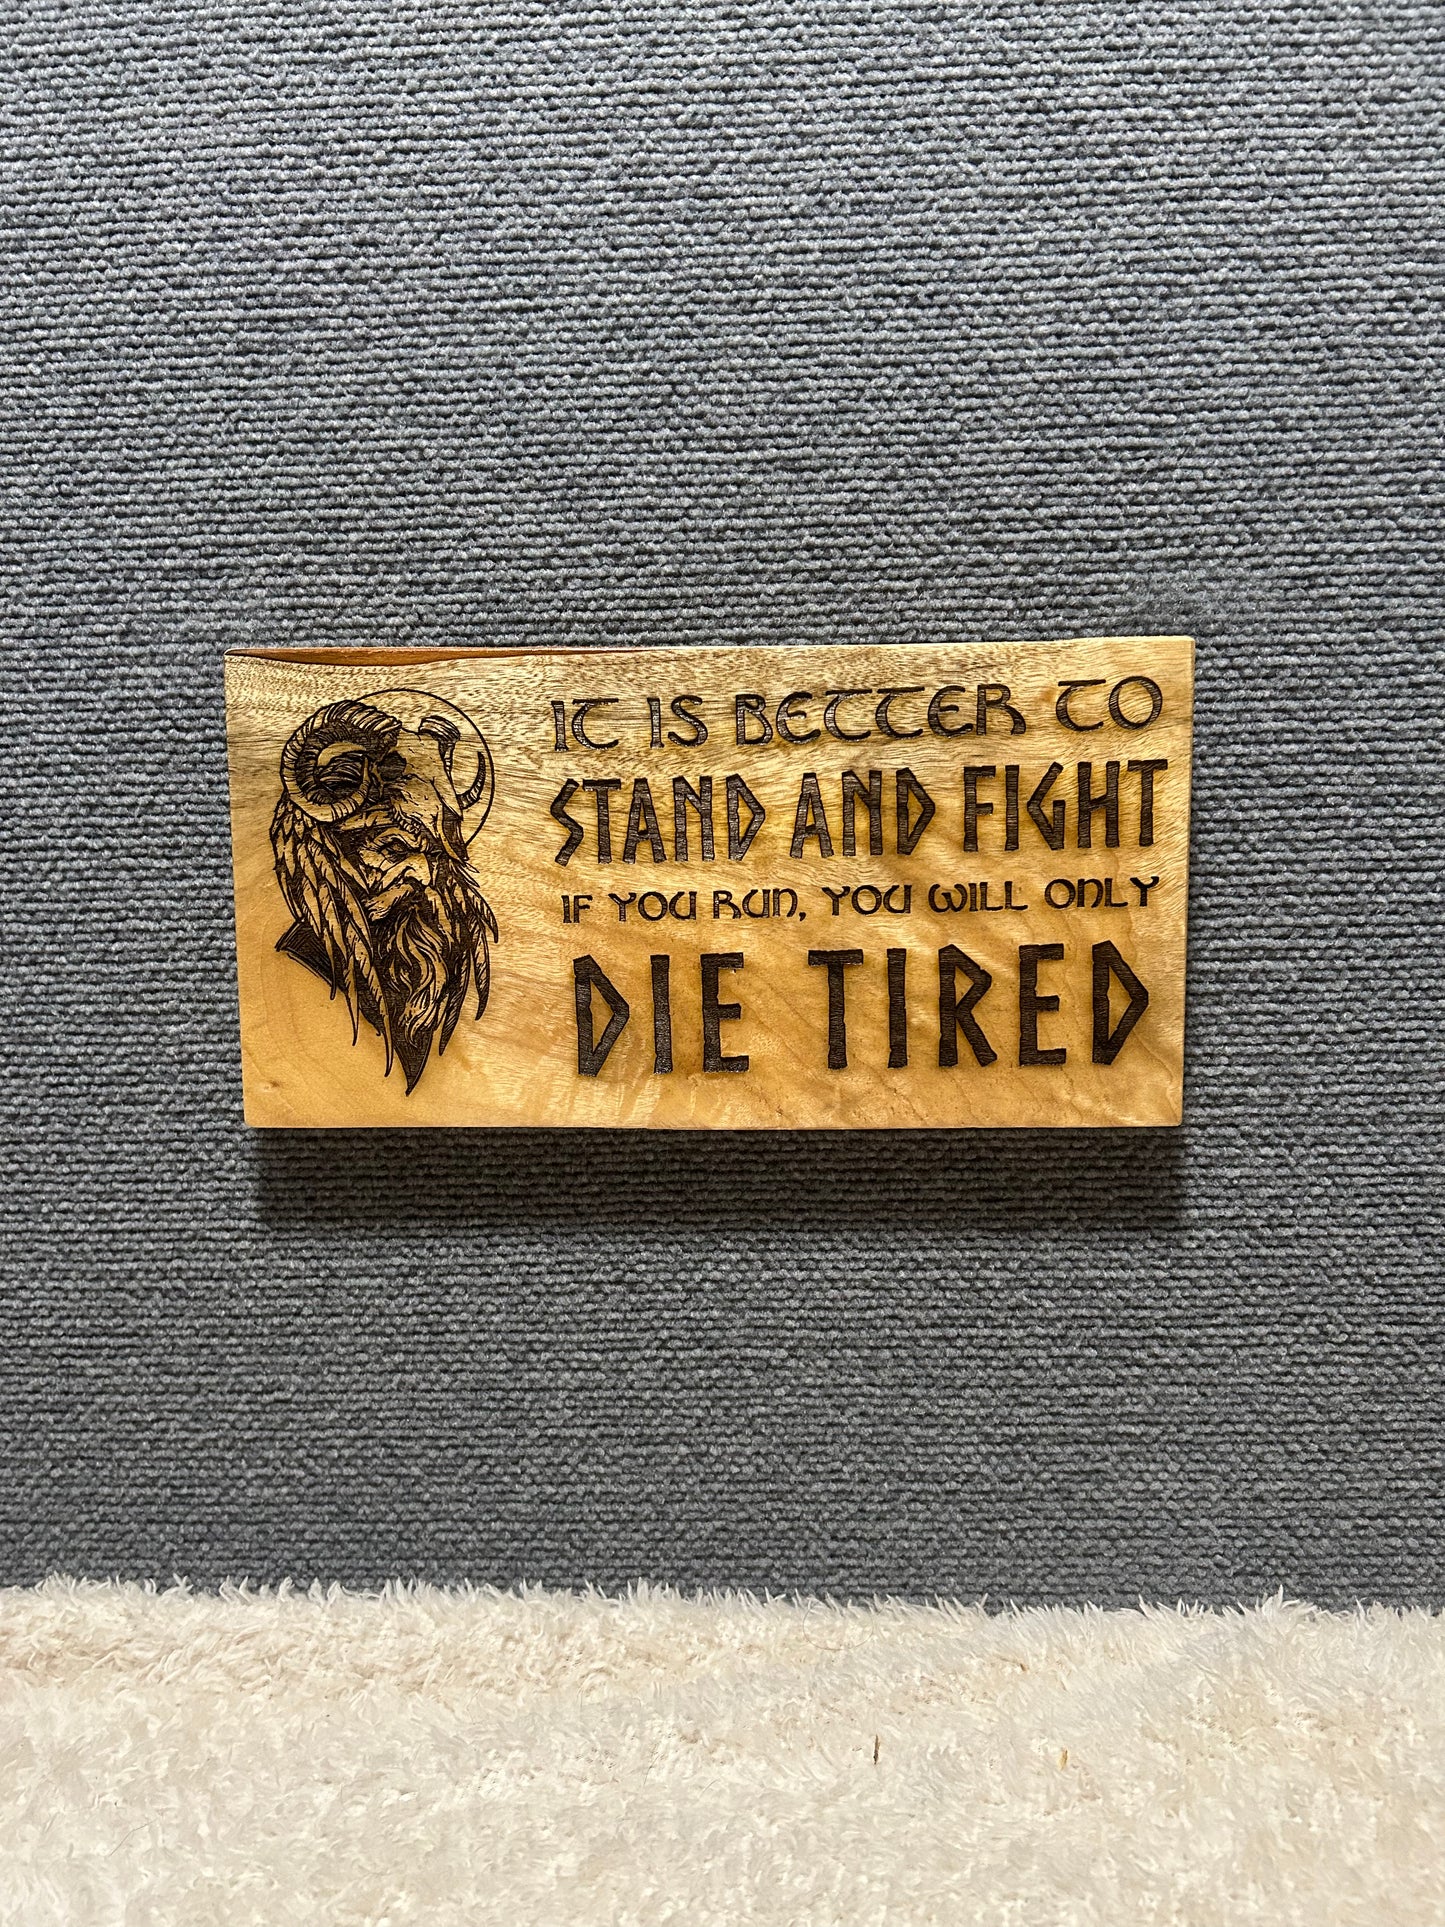 IT IS BETTER TO
STAND AND FIGHT
IF YOU RUN, YOU WILL ONLY
DIE TIRED